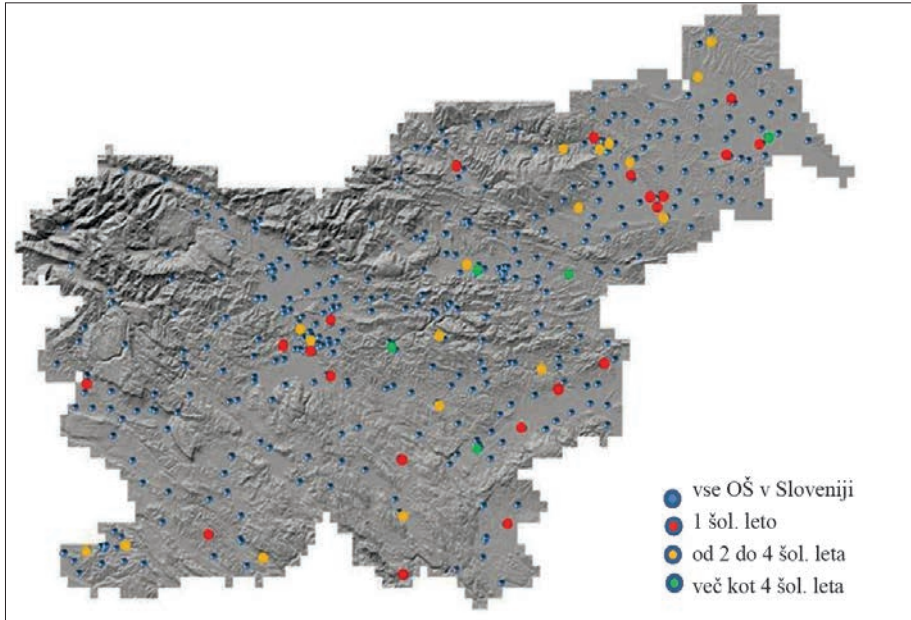 vse OŠ v Sloveniji
1 šol. leto
od 2 do 4 šol. leta
več kot 4 šol. leta